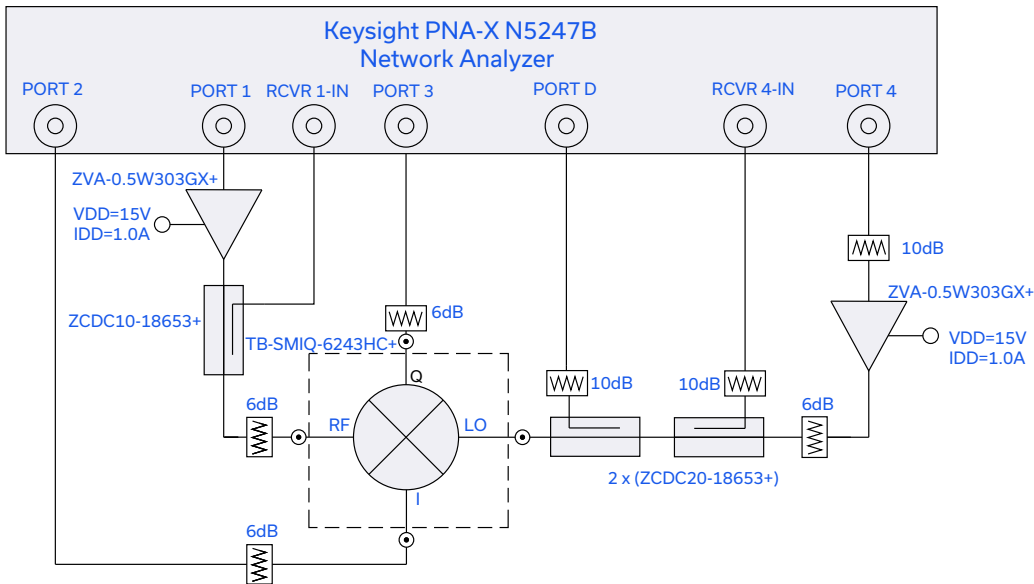 Keysight PNA-X N5247B
Network Analyzer
PORT 2
PORT 1
RCVR 1-IN
PORT 3
PORT D
RCVR 4-IN
PORT 4
ZVA-0.5W303GX+
VDD=15V
IDD=1.0A
10dB
ZVA-0.5W303GX+
VDD=15V
IDD=1.0A
ZCDC10-18653+
6dB
TB-SMIQ-6243HC+
Q
10dB
10dB
6dB
6dB
RF
LO
I
2 x (ZCDC20-18653+)
6dB